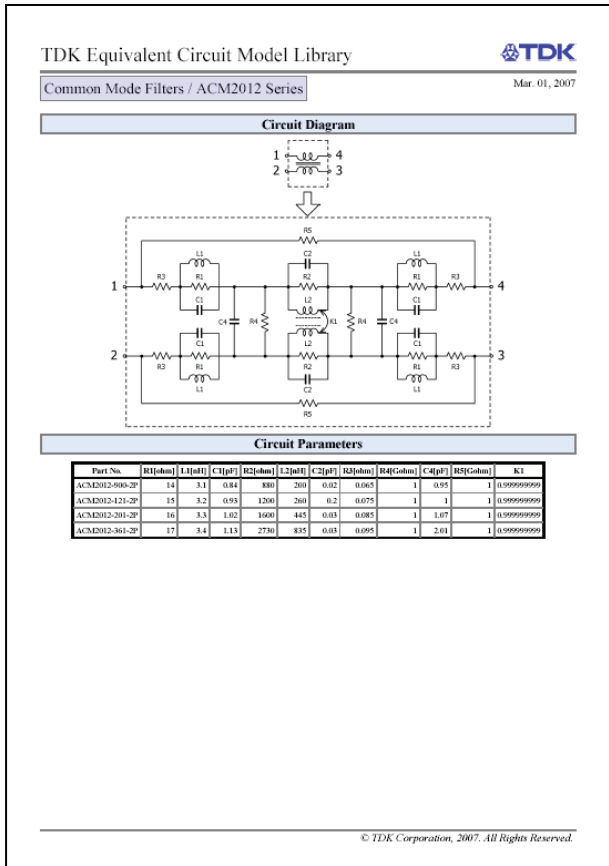 TDK Equivalent Circuit Model Library
TDK
Common Mode Filters / ACM2012 Series
Mar. 01, 2007
Circuit Diagram
1 4
2 3
R5
L1 C2 L1
R3 R1 R2 R1 R3
1 4
C1 L2 C1
C4 R4 K1 R4 C4
C1 L2 C1
2 3
R3 R1 R2 R1 R3
L1 C2 L1
R5
Circuit Parameters
Part No. R1[ohm] L1[nH] C1[pF] R2[ohm] L2[nH] C2[pF] R3[ohm] R4[Gohm] C4[pF] R5[Gohm] K1
ACM2012-900-2P 14 3.1 0.84 880 200 0.02 0.065 1 0.95 1 0.999999999
ACM2012-121-2P 15 3.2 0.93 1200 260 0.2 0.075 1 1 1 0.999999999
ACM2012-201-2P 16 3.3 1.02 1600 445 0.03 0.085 1 1.07 1 0.999999999
ACM2012-361-2P 17 3.4 1.13 2730 835 0.03 0.095 1 2.01 1 0.999999999
© TDK Corporation, 2007. All Rights Reserved.